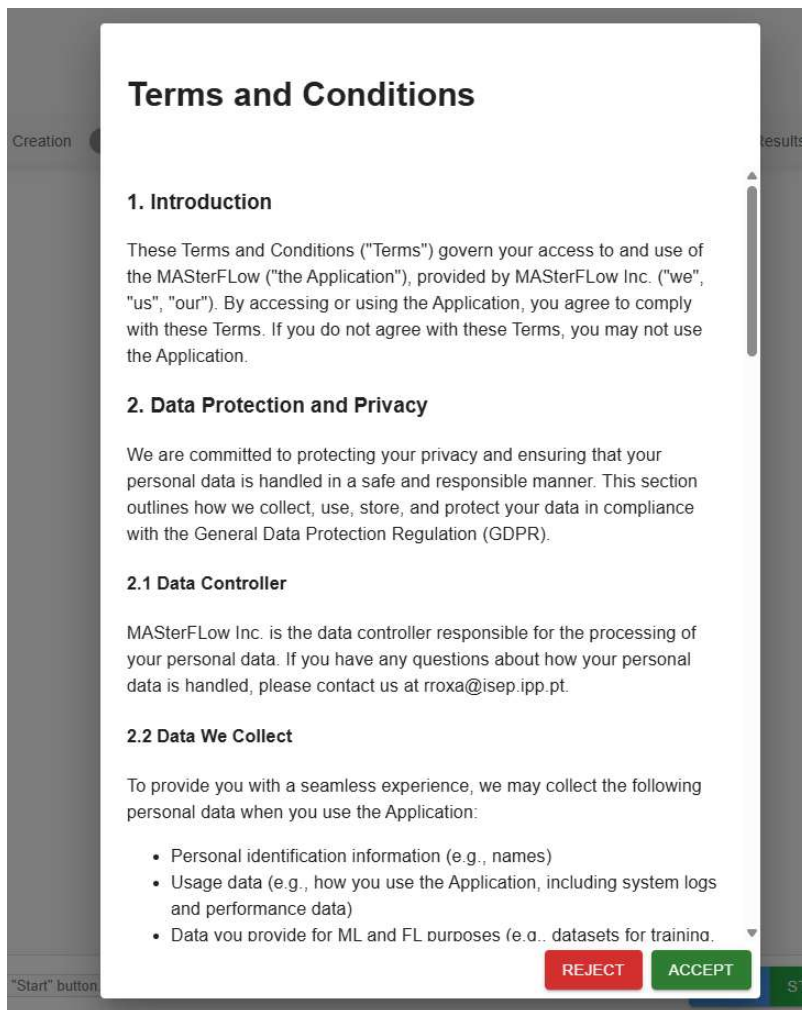 Terms and Conditions
Creation
Results
1. Introduction
These Terms and Conditions ("Terms") govern your access to and use of
the MASterFLow ("the Application"), provided by MASterFLow Inc. ("we",
"us", "our"). By accessing or using the Application, you agree to comply
with these Terms. If you do not agree with these Terms, you may not use
the Application.
2. Data Protection and Privacy
We are committed to protecting your privacy and ensuring that your
personal data is handled in a safe and responsible manner. This section
outlines how we collect, use, store, and protect your data in compliance
with the General Data Protection Regulation (GDPR).
2.1 Data Controller
MASterFLow Inc. is the data controller responsible for the processing of
your personal data. If you have any questions about how your personal
data is handled, please contact us at rroxa@isep.ipp.pt.
2.2 Data We Collect
To provide you with a seamless experience, we may collect the following
personal data when you use the Application:
• Personal identification information (e.g., names)
• Usage data (e.g., how you use the Application, including system logs
and performance data)
• Data you provide for ML and FL purposes (e.g., datasets for training,
REJECT
ACCEPT
"Start" button
ST